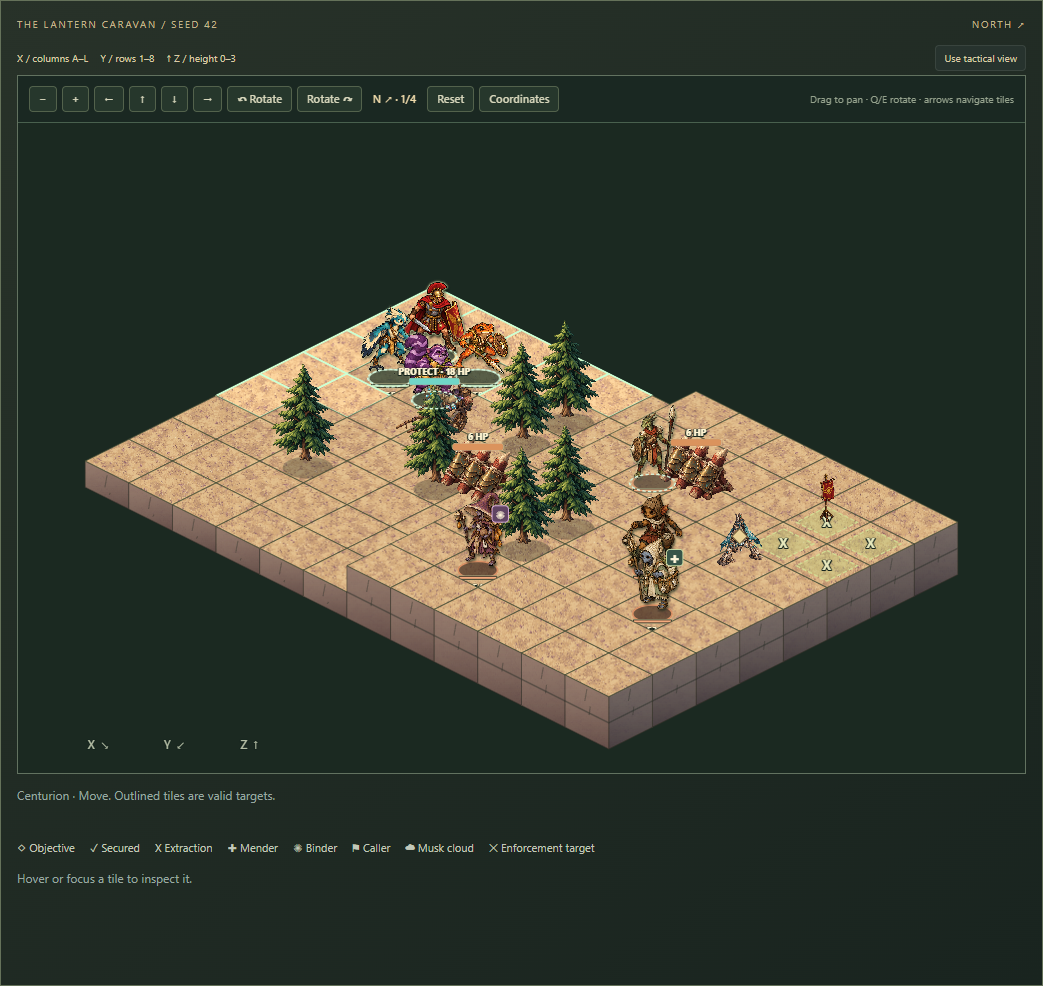 THE LANTERN CARAVAN / SEED 42
NORTH ↗
X / columns A–L Y / rows 1–8 ↑ Z / height 0–3
Use tactical view
− + ← ↑ ↓ → ↶ Rotate Rotate ↷ N ↗ · 1/4 Reset Coordinates
Drag to pan · Q/E rotate · arrows navigate tiles
PROTECT · 18 HP
6 HP
6 HP
X
X X
X
X ↘ Y ↙ Z ↑
Centurion · Move. Outlined tiles are valid targets.
◇ Objective ✓ Secured X Extraction ✚ Mender ❋ Binder ⚑ Caller ☁ Musk cloud ✕ Enforcement target
Hover or focus a tile to inspect it.